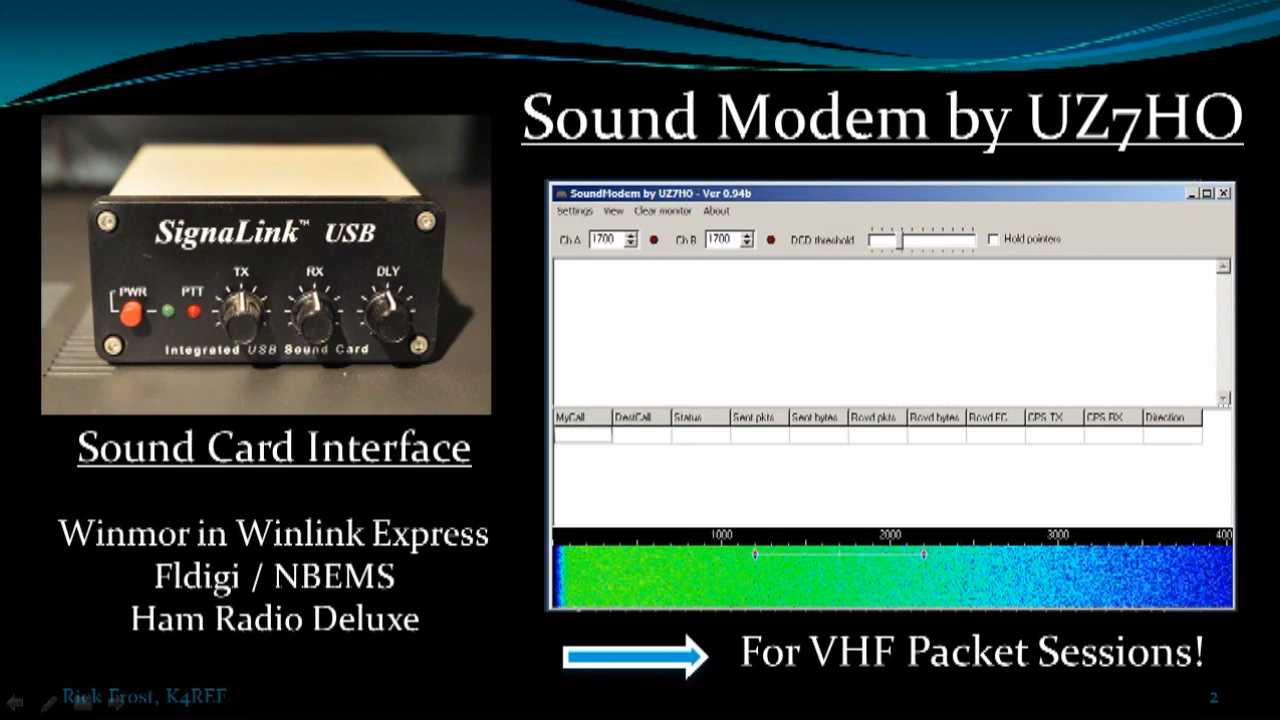 Sound Modem by UZ7HO
SignaLink™ USB
TX RX DLY
PWR PTT
Integrated USB Sound Card
Sound Card Interface
Winmor in Winlink Express
Fldigi / NBEMS
Ham Radio Deluxe
SoundModem by UZ7HO - Ver 0.94b
Settings View Clear monitor About
Ch A 1700 Ch B 1700 DCD threshold Hold pointers
MyCall DestCall Status Sent pkts Sent bytes Rcvd pkts Rcvd bytes Rcvd FC CPS TX CPS RX Direction
1000 2000 3000 400
For VHF Packet Sessions!
Rick Frost, K4REF
2